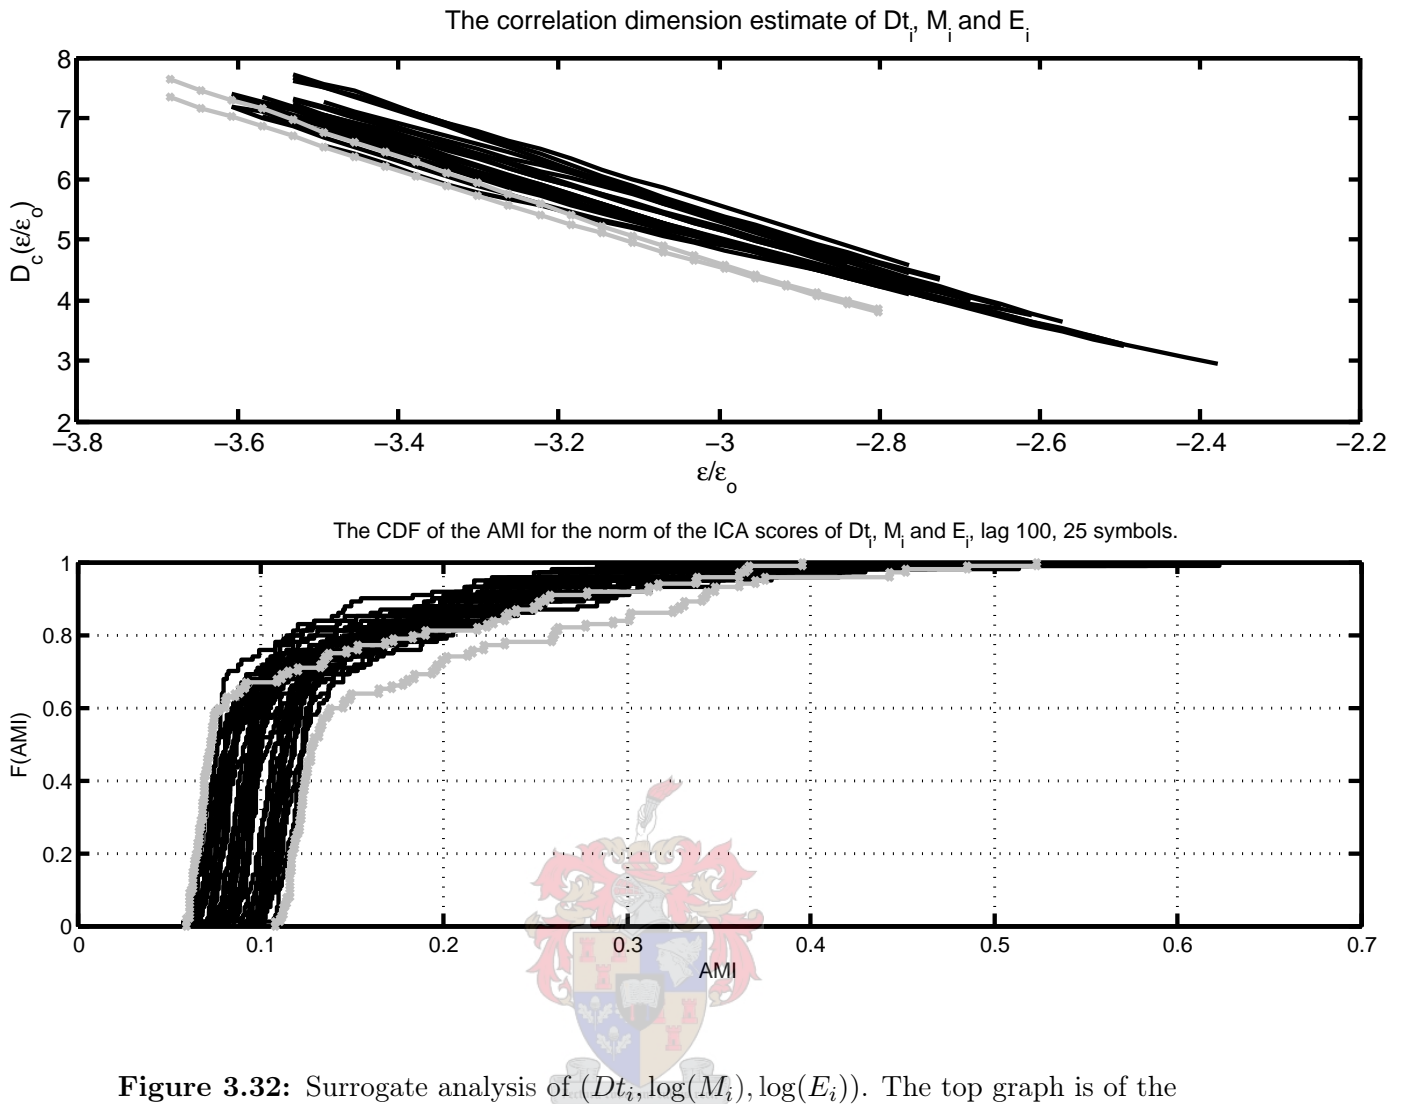 The correlation dimension estimate of Dt_i, M_i and E_i
8
7
6
5
4
3
2
D_c(ε/ε_o)
−3.8 −3.6 −3.4 −3.2 −3 −2.8 −2.6 −2.4 −2.2
ε/ε_o
The CDF of the AMI for the norm of the ICA scores of Dt_i, M_i and E_i, lag 100, 25 symbols.
1
0.8
0.6
0.4
0.2
0
F(AMI)
0 0.1 0.2 0.3 0.4 0.5 0.6 0.7
AMI
Figure 3.32: Surrogate analysis of (Dt_i, log(M_i), log(E_i)). The top graph is of the